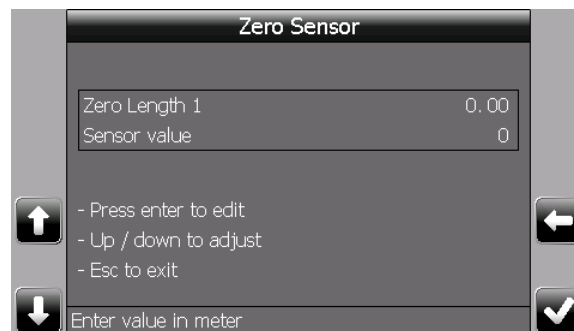 Zero Sensor
Zero Length 1 0.00
Sensor value 0
- Press enter to edit
- Up / down to adjust
- Esc to exit
Enter value in meter